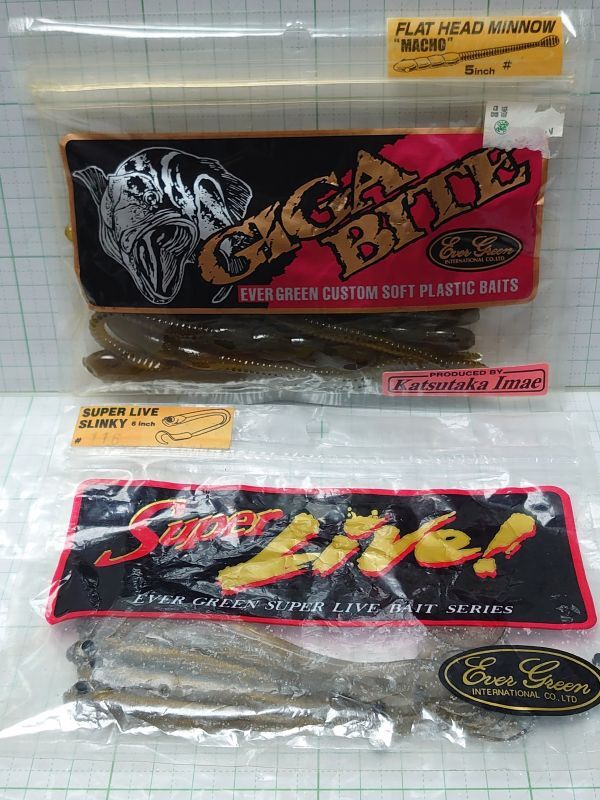 FLAT HEAD MINNOW
"MACHO"
5inch #
GIGA
BITE
Ever Green
INTERNATIONAL CO.,LTD
EVER GREEN CUSTOM SOFT PLASTIC BAITS
PRODUCED BY
Katsutaka Imae
SUPER LIVE
SLINKY 6 inch
# 116
Super Live!
EVER GREEN SUPER LIVE BAIT SERIES
Ever Green
INTERNATIONAL CO., LTD